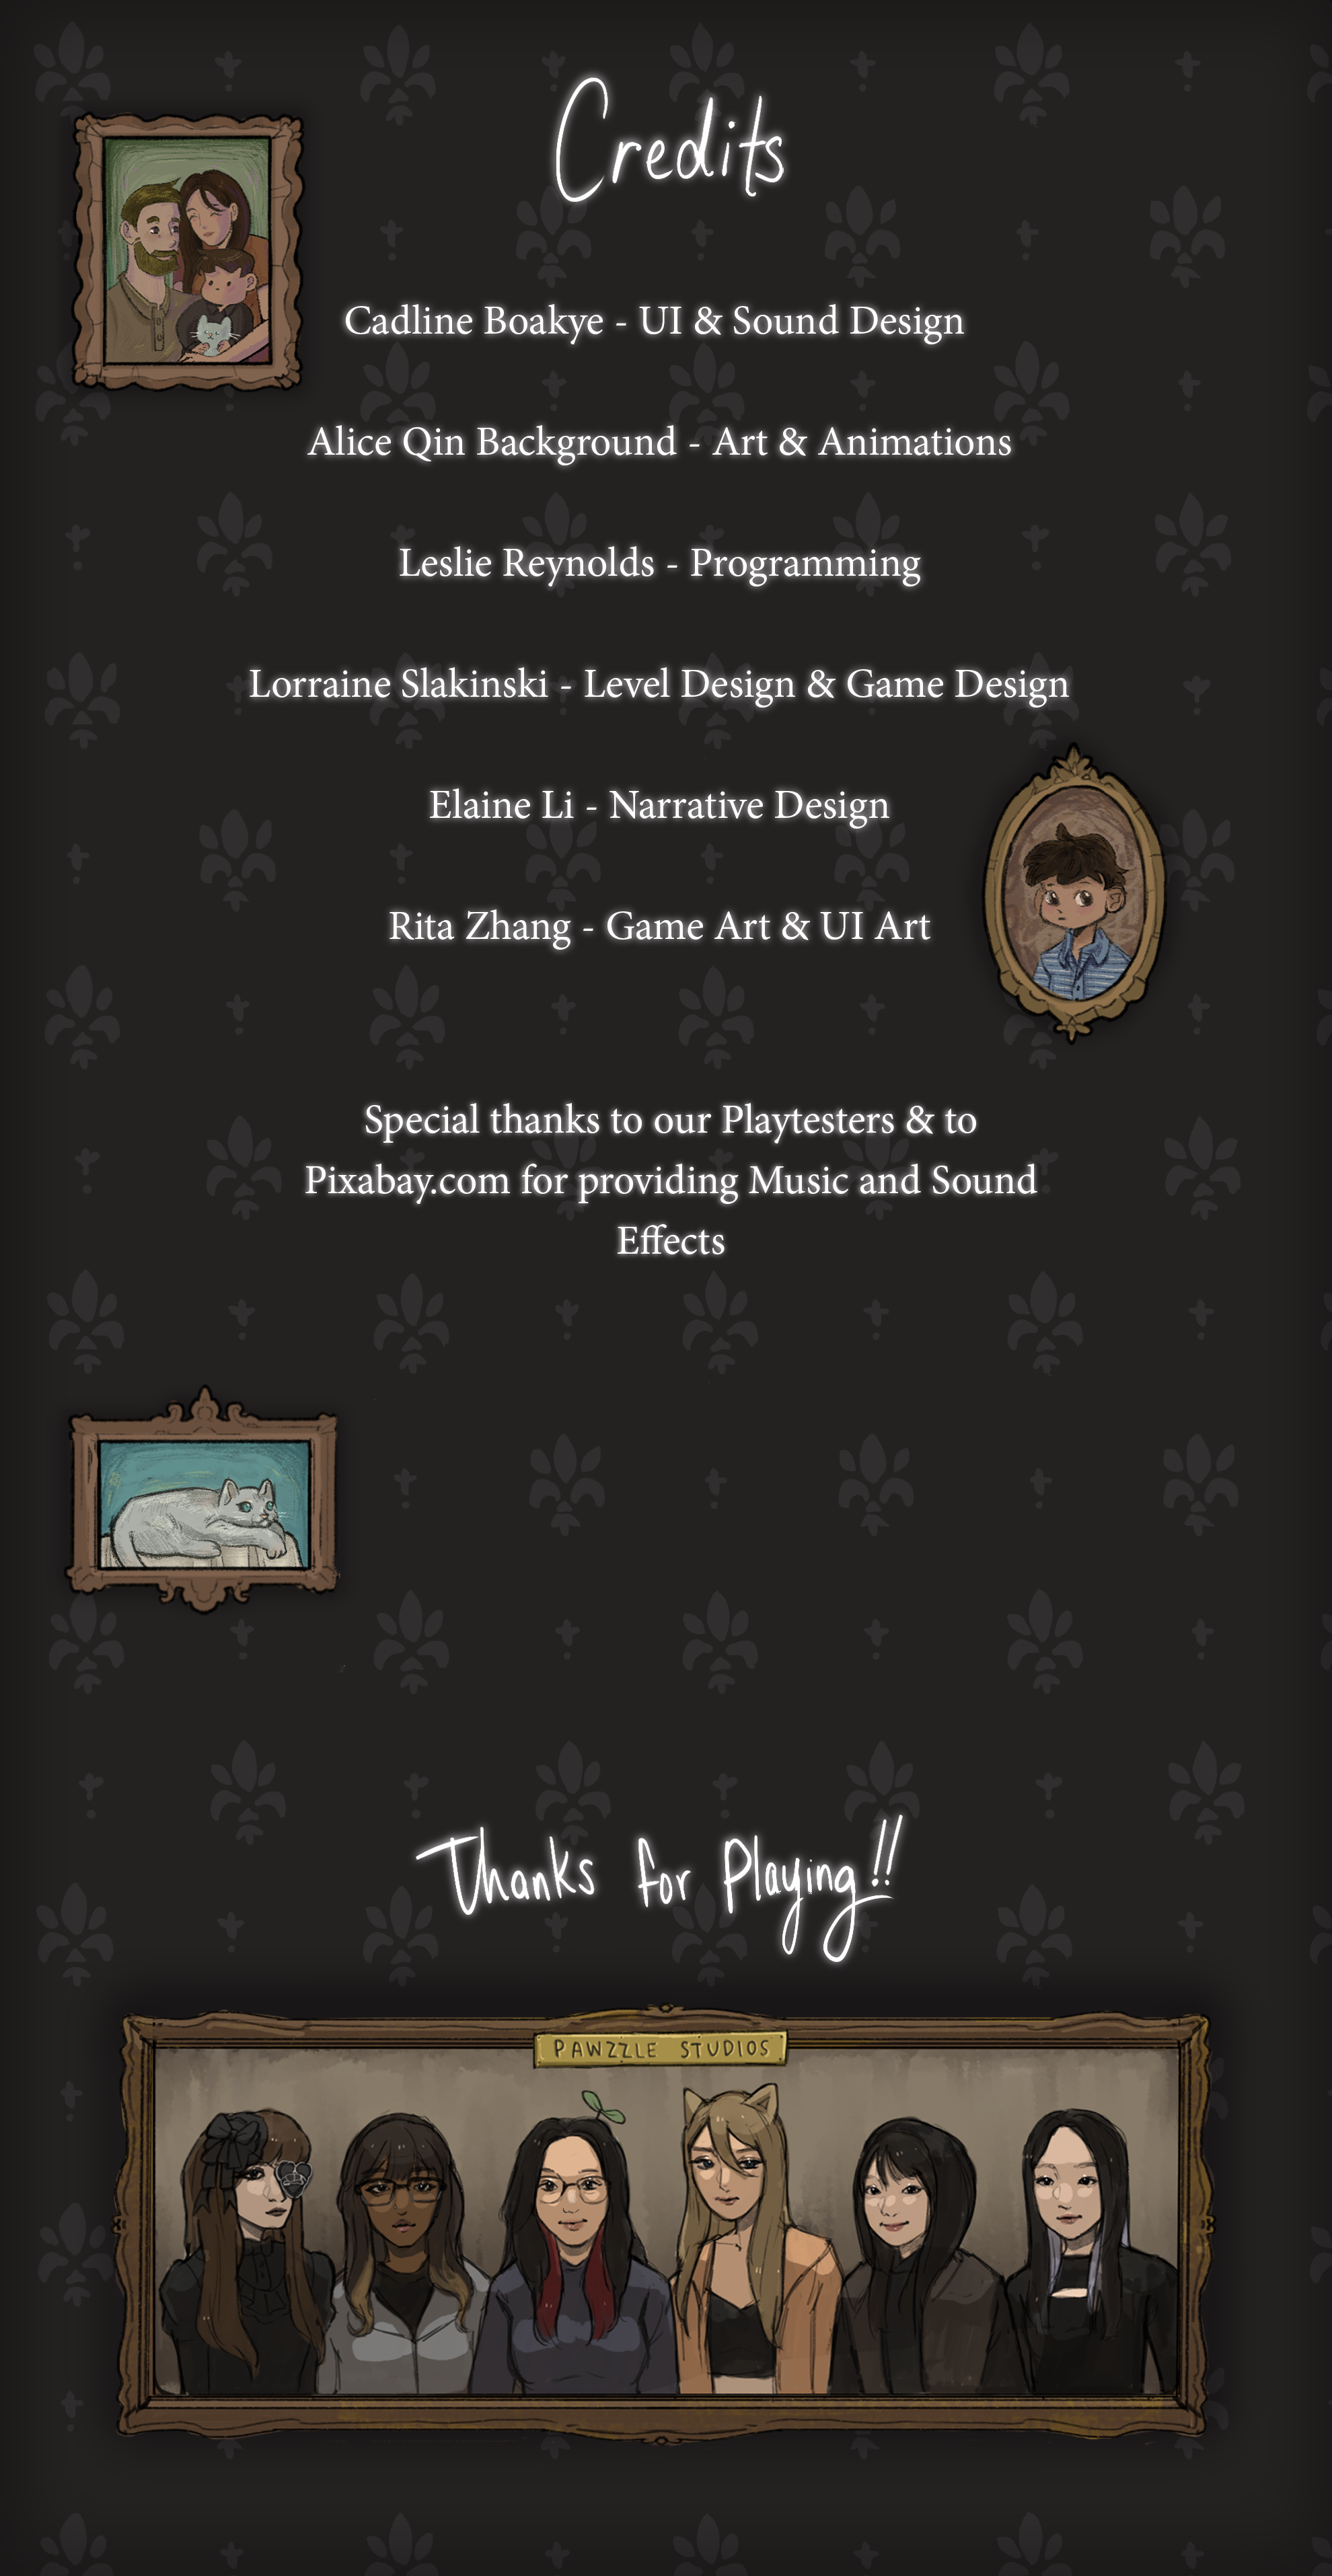 Credits
Cadline Boakye - UI & Sound Design
Alice Qin Background - Art & Animations
Leslie Reynolds - Programming
Lorraine Slakinski - Level Design & Game Design
Elaine Li - Narrative Design
Rita Zhang - Game Art & UI Art
Special thanks to our Playtesters & to
Pixabay.com for providing Music and Sound
Effects
Thanks for Playing!!
PAWZZLE STUDIOS